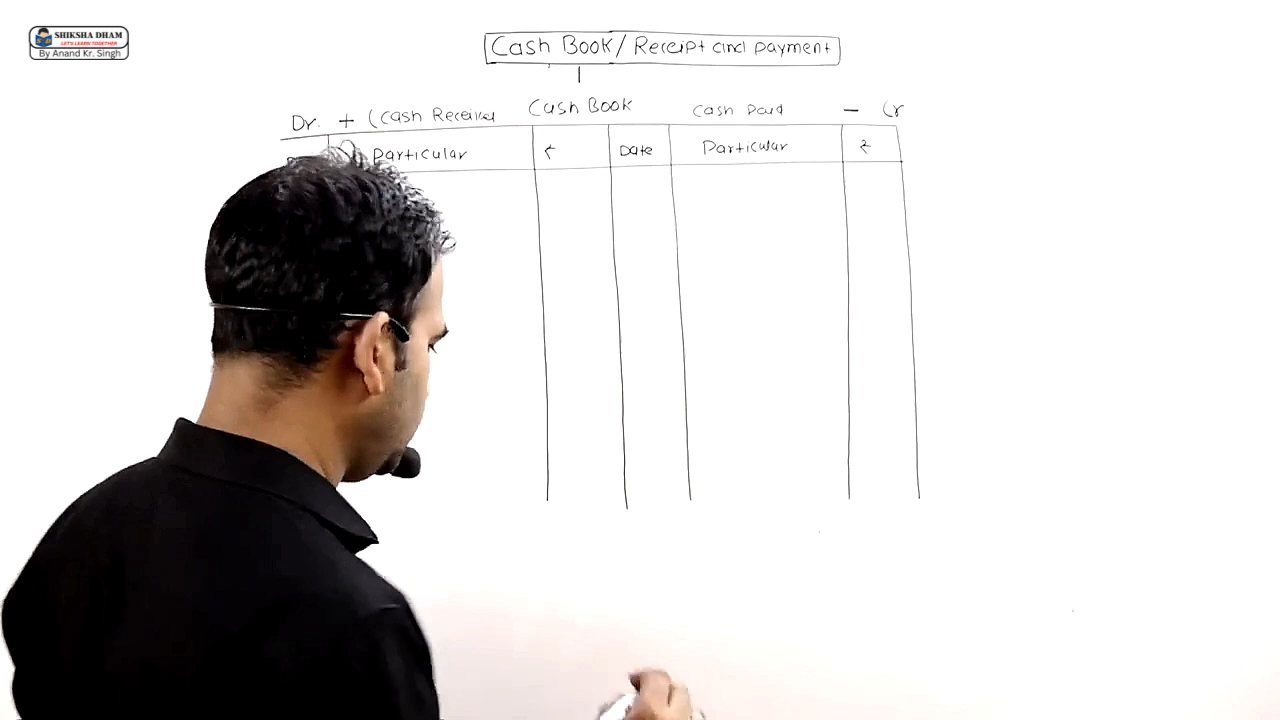 SHIKSHA DHAM
LET'S LEARN TOGETHER
By Anand Kr. Singh
Cash Book / Receipt and payment
Dr. + (Cash Receive Cash Book Cash Paid - Cr
Particular ₹ Date Particular ₹